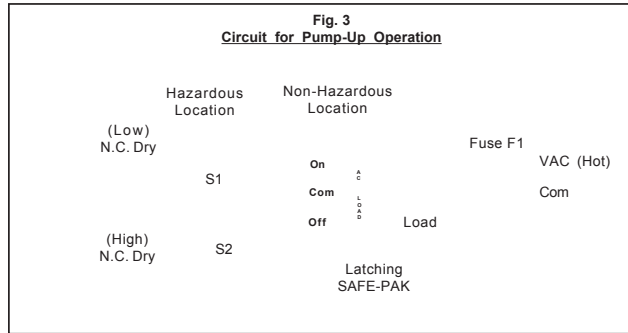 Fig. 3
Circuit for Pump-Up Operation
Hazardous
Location
Non-Hazardous
Location
(Low)
N.C. Dry
S1
(High)
N.C. Dry
S2
On
Com
Off
AC
LOAD
Load
Latching
SAFE-PAK
Fuse F1
VAC (Hot)
Com